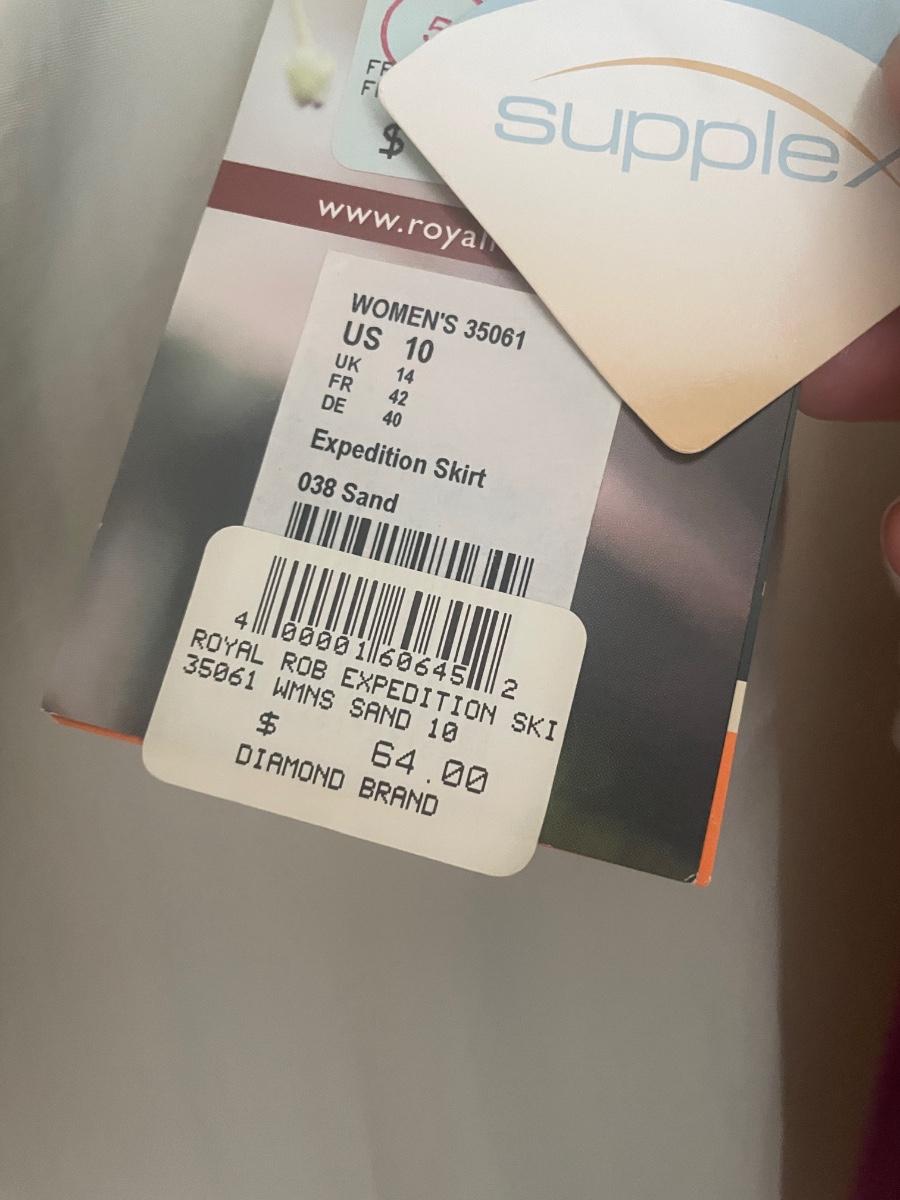 supplex
$
www.royal
WOMEN'S 35061
US 10
UK 14
FR 42
DE 40
Expedition Skirt
038 Sand
4 00001 60645 2
ROYAL ROB EXPEDITION SKI
35061 WMNS SAND 10
$ 64.00
DIAMOND BRAND